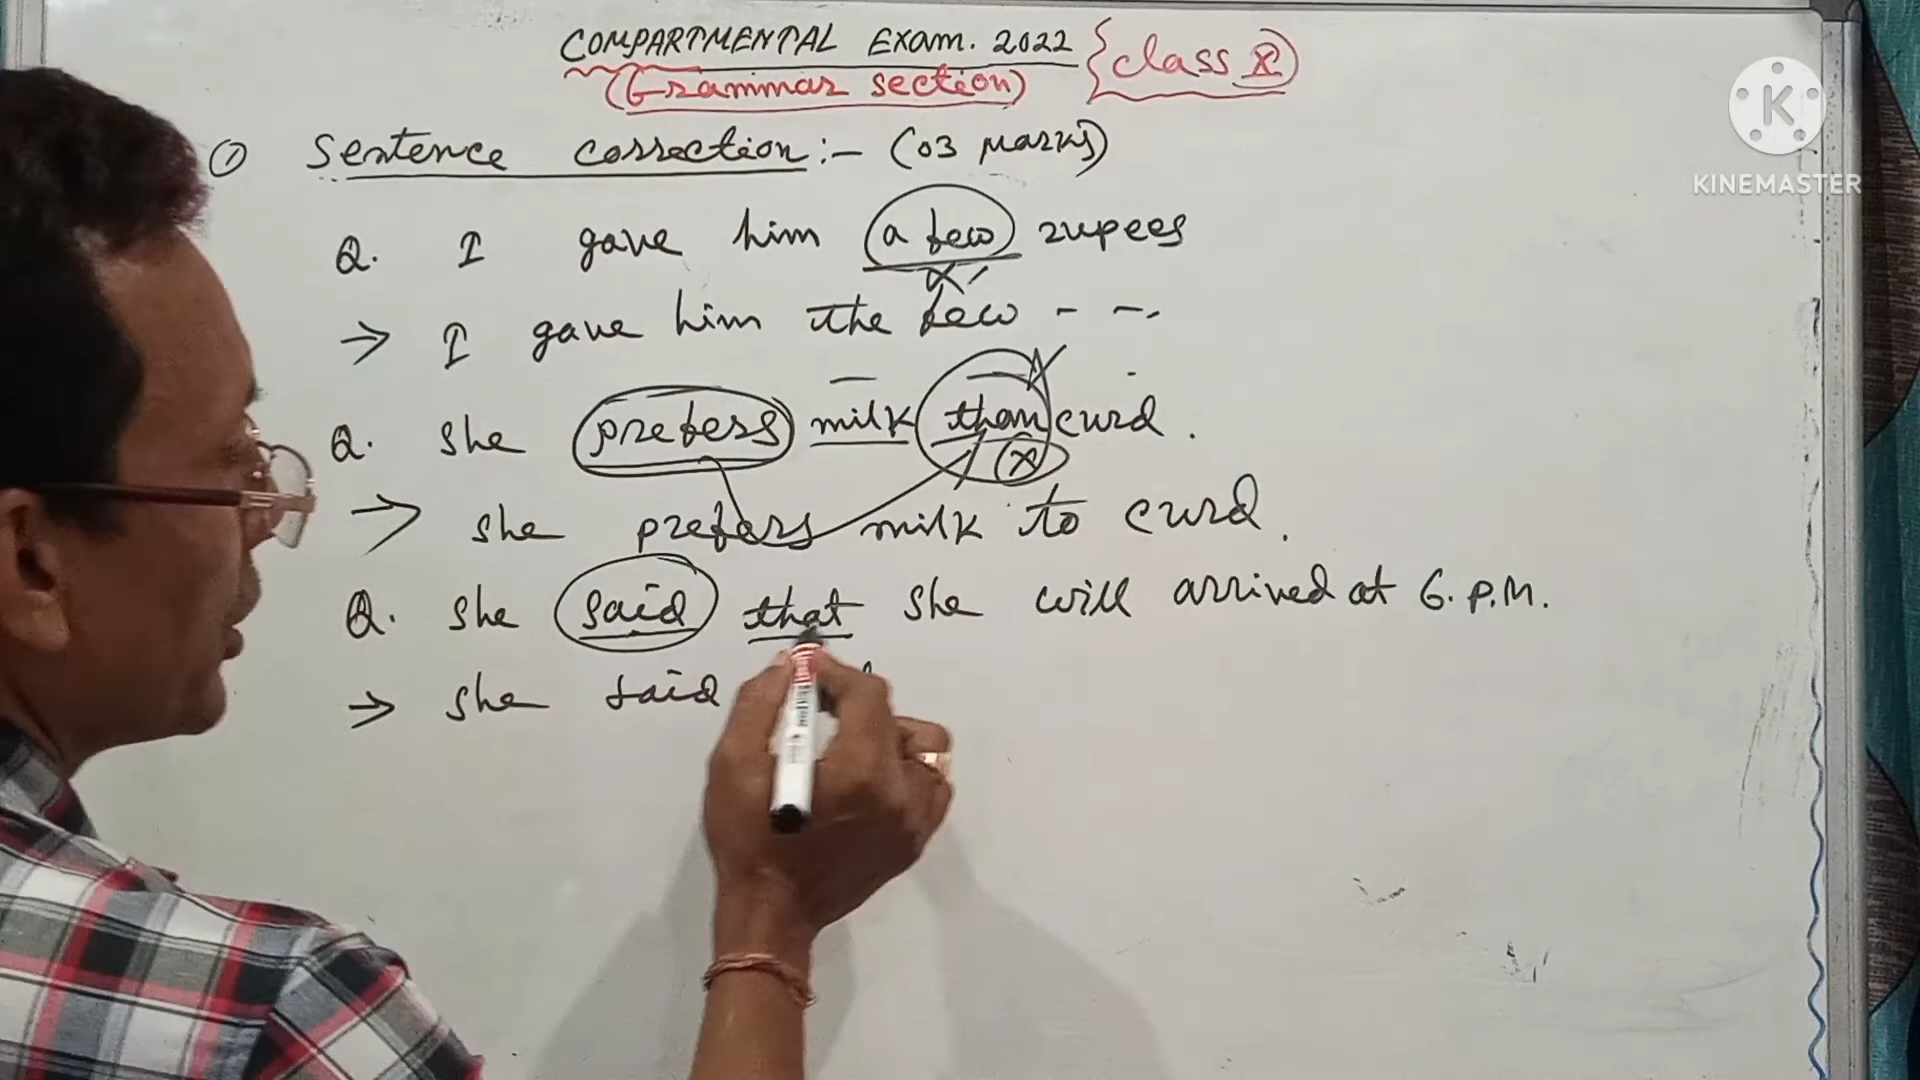 COMPARTMENTAL Exam. 2022 {class X}
(Grammar section)
K
KINEMASTER
① Sentence correction:- (03 Marks)
Q. I gave him a few rupees
→ I gave him the few - -.
Q. she prefers milk than curd.
→ she prefers milk to curd.
Q. she said that she will arrived at 6. P.M.
→ she said